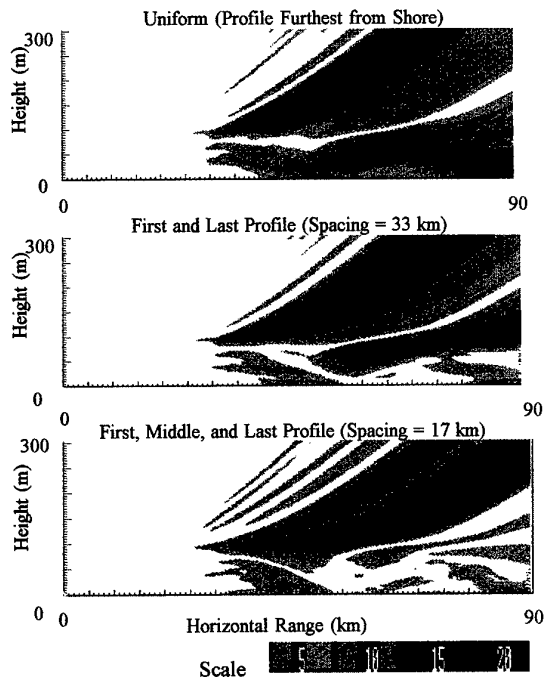 Uniform (Profile Furthest from Shore)
300
Height (m)
0
0
90
First and Last Profile (Spacing = 33 km)
300
Height (m)
0
0
90
First, Middle, and Last Profile (Spacing = 17 km)
300
Height (m)
0
0
90
Horizontal Range (km)
Scale
5 10 15 20